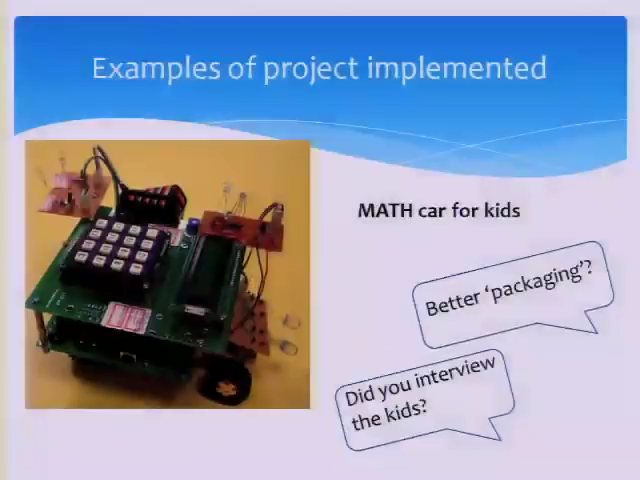 Examples of project implemented
MATH car for kids
Better ‘packaging’?
Did you interview
the kids?